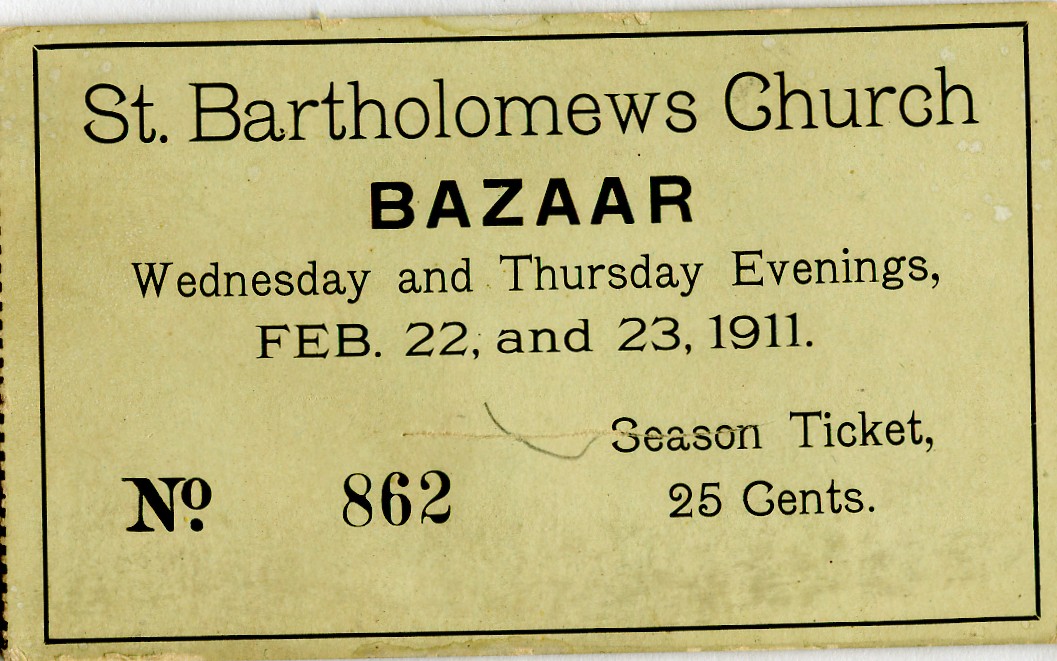 St. Bartholomews Church
BAZAAR
Wednesday and Thursday Evenings,
FEB. 22, and 23, 1911.
Season Ticket,
No. 862
25 Cents.